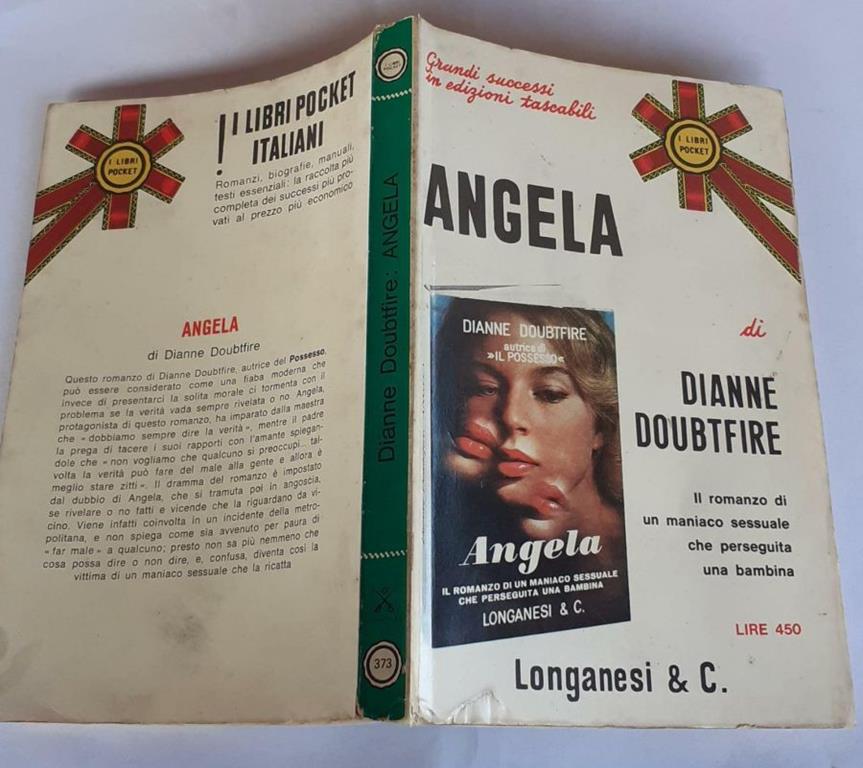 I LIBRI
POCKET
! I LIBRI POCKET
ITALIANI
Romanzi, biografie, manuali,
testi essenziali: la raccolta più
completa dei successi più pro-
vati al prezzo più economico
ANGELA
di Dianne Doubtfire
Questo romanzo di Dianne Doubtfire, autrice del Possesso,
può essere considerato come una fiaba moderna che
invece di presentarci la solita morale ci tormenta con il
problema se la verità vada sempre rivelata o no. Angela,
protagonista di questo romanzo, ha imparato dalla maestra
che « dobbiamo sempre dire la verità », mentre il padre
la prega di tacere i suoi rapporti con l'amante spiegan-
dole che « non vogliamo che qualcuno si preoccupi... tal-
volta la verità può fare del male alla gente e allora è
meglio stare zitti ». Il dramma del romanzo è impostato
dal dubbio di Angela, che si tramuta poi in angoscia,
se rivelare o no fatti e vicende che la riguardano da vi-
cino. Viene infatti coinvolta in un incidente della metro-
politana, e non spiega come sia avvenuto per paura di
« far male » a qualcuno; presto non sa più nemmeno che
cosa possa dire o non dire, e, confusa, diventa così la
vittima di un maniaco sessuale che la ricatta
I LIBRI
POCKET
Dianne Doubtfire: ANGELA
373
Grandi successi
in edizioni tascabili
I LIBRI
POCKET
ANGELA
DIANNE DOUBTFIRE
autrice di
»IL POSSESSO«
Angela
IL ROMANZO DI UN MANIACO SESSUALE
CHE PERSEGUITA UNA BAMBINA
LONGANESI & C.
di
DIANNE
DOUBTFIRE
Il romanzo di
un maniaco sessuale
che perseguita
una bambina
LIRE 450
Longanesi & C.